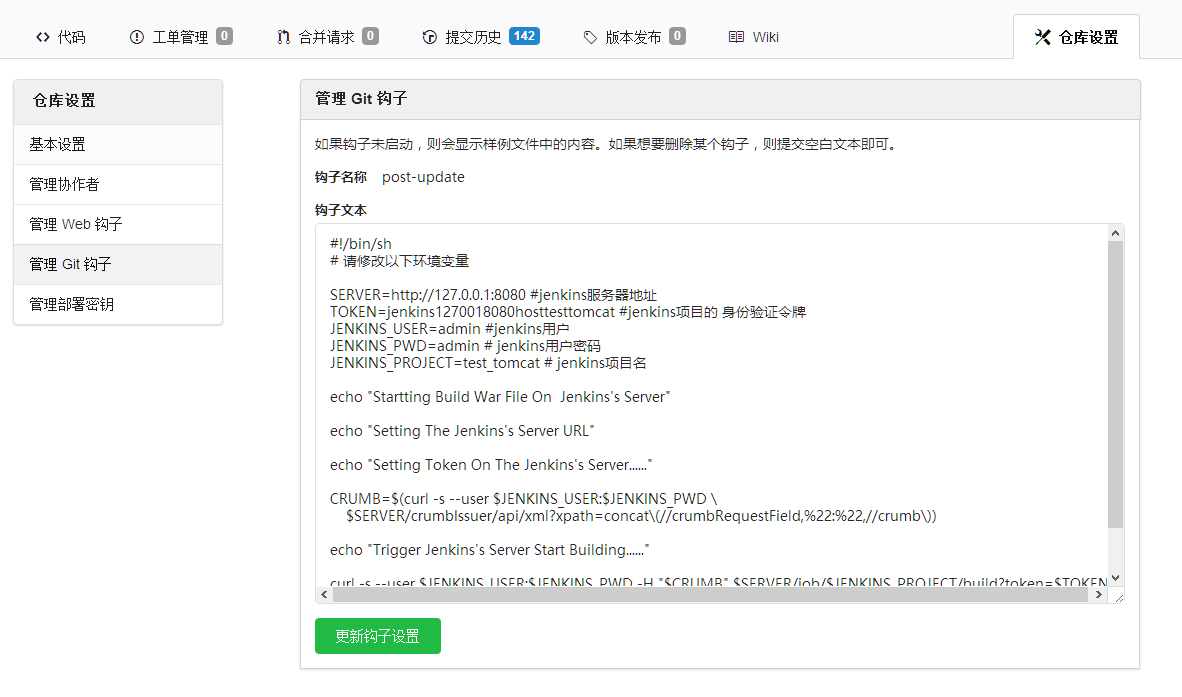 代码 工单管理 0 合并请求 0 提交历史 142 版本发布 0 Wiki 仓库设置
仓库设置
基本设置
管理协作者
管理 Web 钩子
管理 Git 钩子
管理部署密钥
管理 Git 钩子
如果钩子未启动，则会显示样例文件中的内容。如果想要删除某个钩子，则提交空白文本即可。
钩子名称 post-update
钩子文本
#!/bin/sh
# 请修改以下环境变量
SERVER=http://127.0.0.1:8080 #jenkins服务器地址
TOKEN=jenkins1270018080hosttesttomcat #jenkins项目的 身份验证令牌
JENKINS_USER=admin #jenkins用户
JENKINS_PWD=admin # jenkins用户密码
JENKINS_PROJECT=test_tomcat # jenkins项目名
echo "Startting Build War File On  Jenkins's Server"
echo "Setting The Jenkins's Server URL"
echo "Setting Token On The Jenkins's Server......"
CRUMB=$(curl -s --user $JENKINS_USER:$JENKINS_PWD \
$SERVER/crumbIssuer/api/xml?xpath=concat\(//crumbRequestField,%22:%22,//crumb\))
echo "Trigger Jenkins's Server Start Building......"
curl -s --user $JENKINS_USER:$JENKINS_PWD -H "$CRUMB" $SERVER/job/$JENKINS_PROJECT/build?token=$TOKEN
更新钩子设置